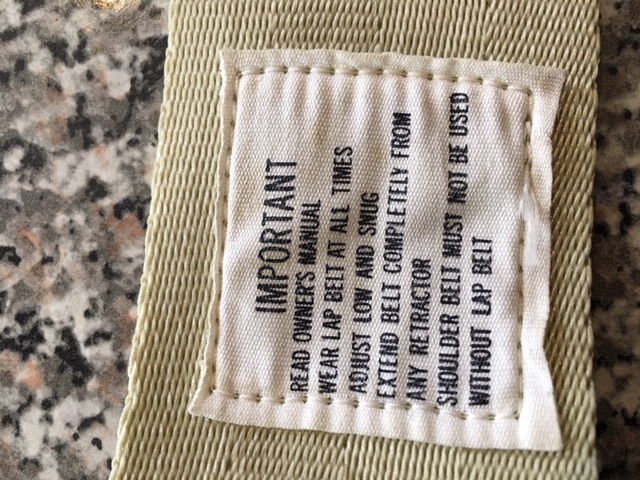 IMPORTANT
READ OWNER'S MANUAL
WEAR LAP BELT AT ALL TIMES
ADJUST LOW AND SNUG
EXTEND BELT COMPLETELY FROM
ANY RETRACTOR
SHOULDER BELT MUST NOT BE USED
WITHOUT LAP BELT